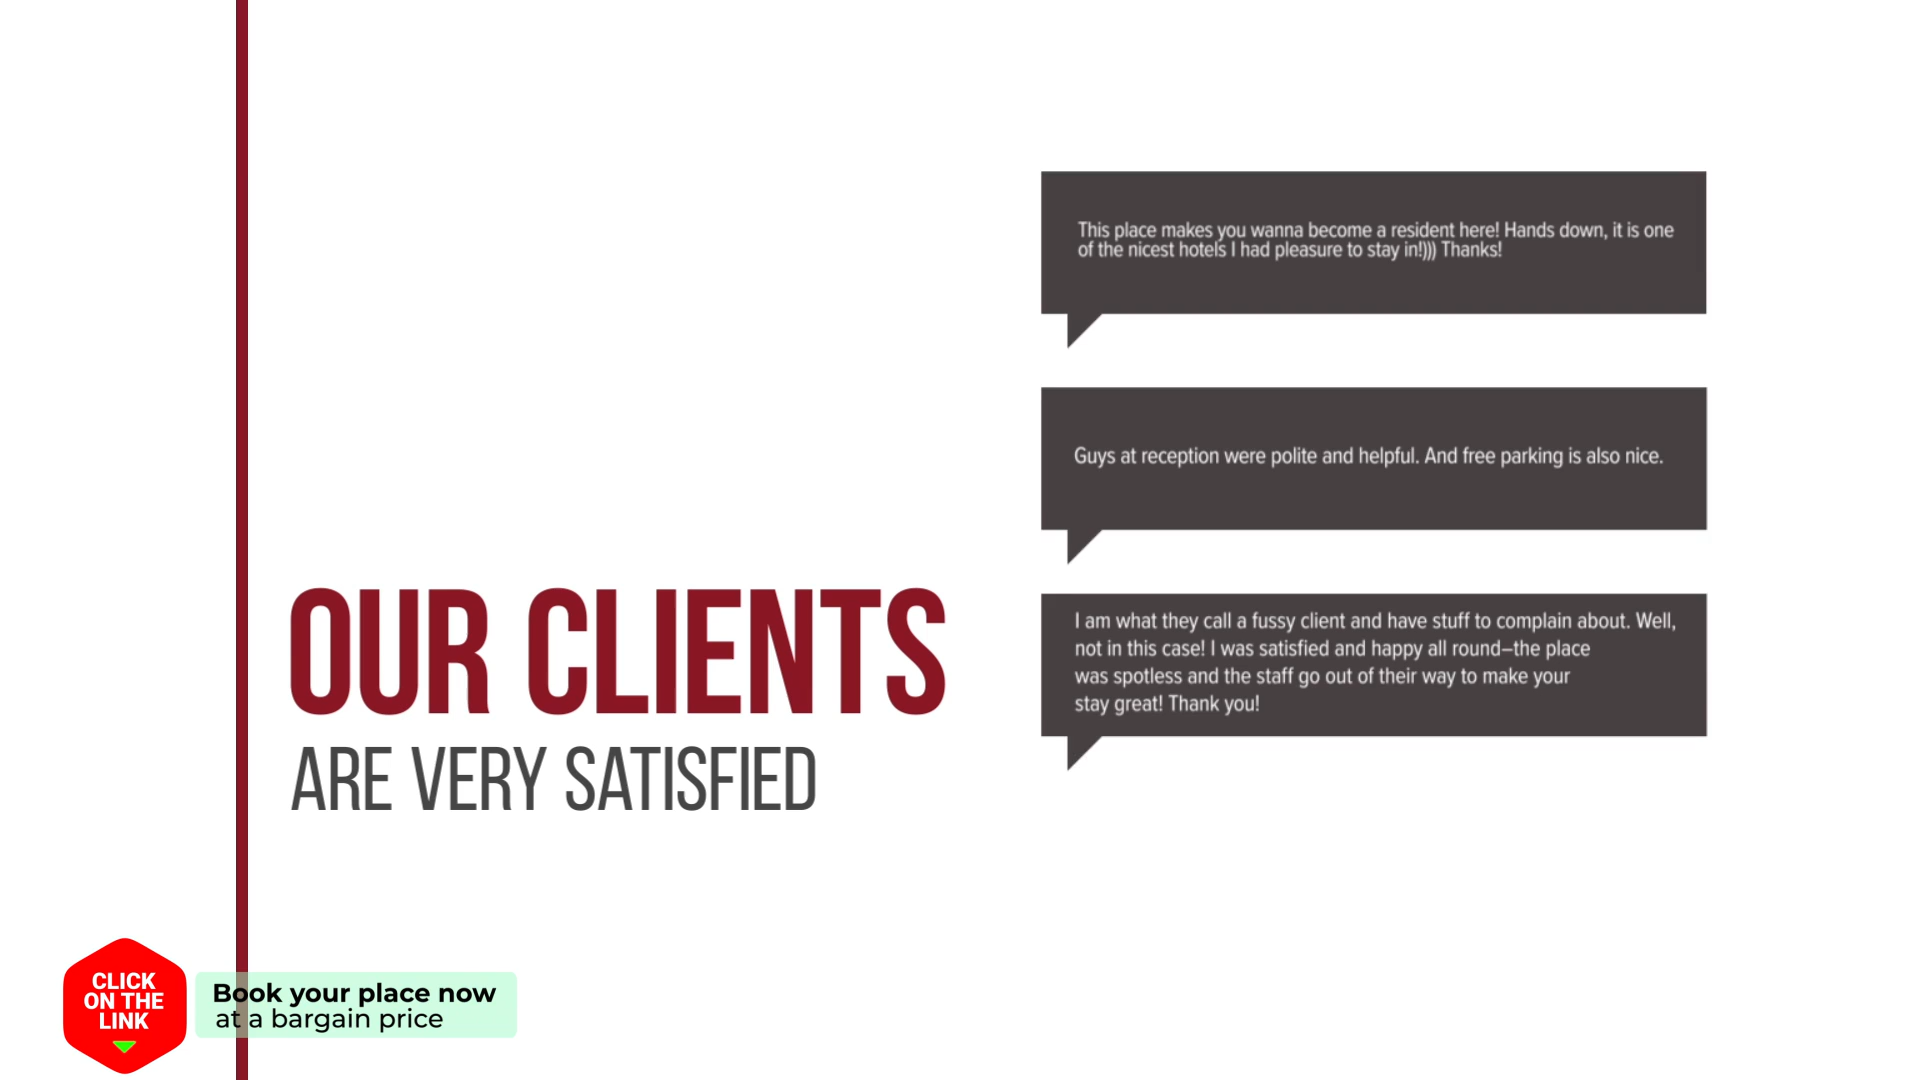 This place makes you wanna become a resident here! Hands down, it is one
of the nicest hotels I had pleasure to stay in!))) Thanks!
Guys at reception were polite and helpful. And free parking is also nice.
I am what they call a fussy client and have stuff to complain about. Well,
not in this case! I was satisfied and happy all round–the place
was spotless and the staff go out of their way to make your
stay great! Thank you!
OUR CLIENTS
ARE VERY SATISFIED
CLICK
ON THE
LINK
Book your place now
at a bargain price